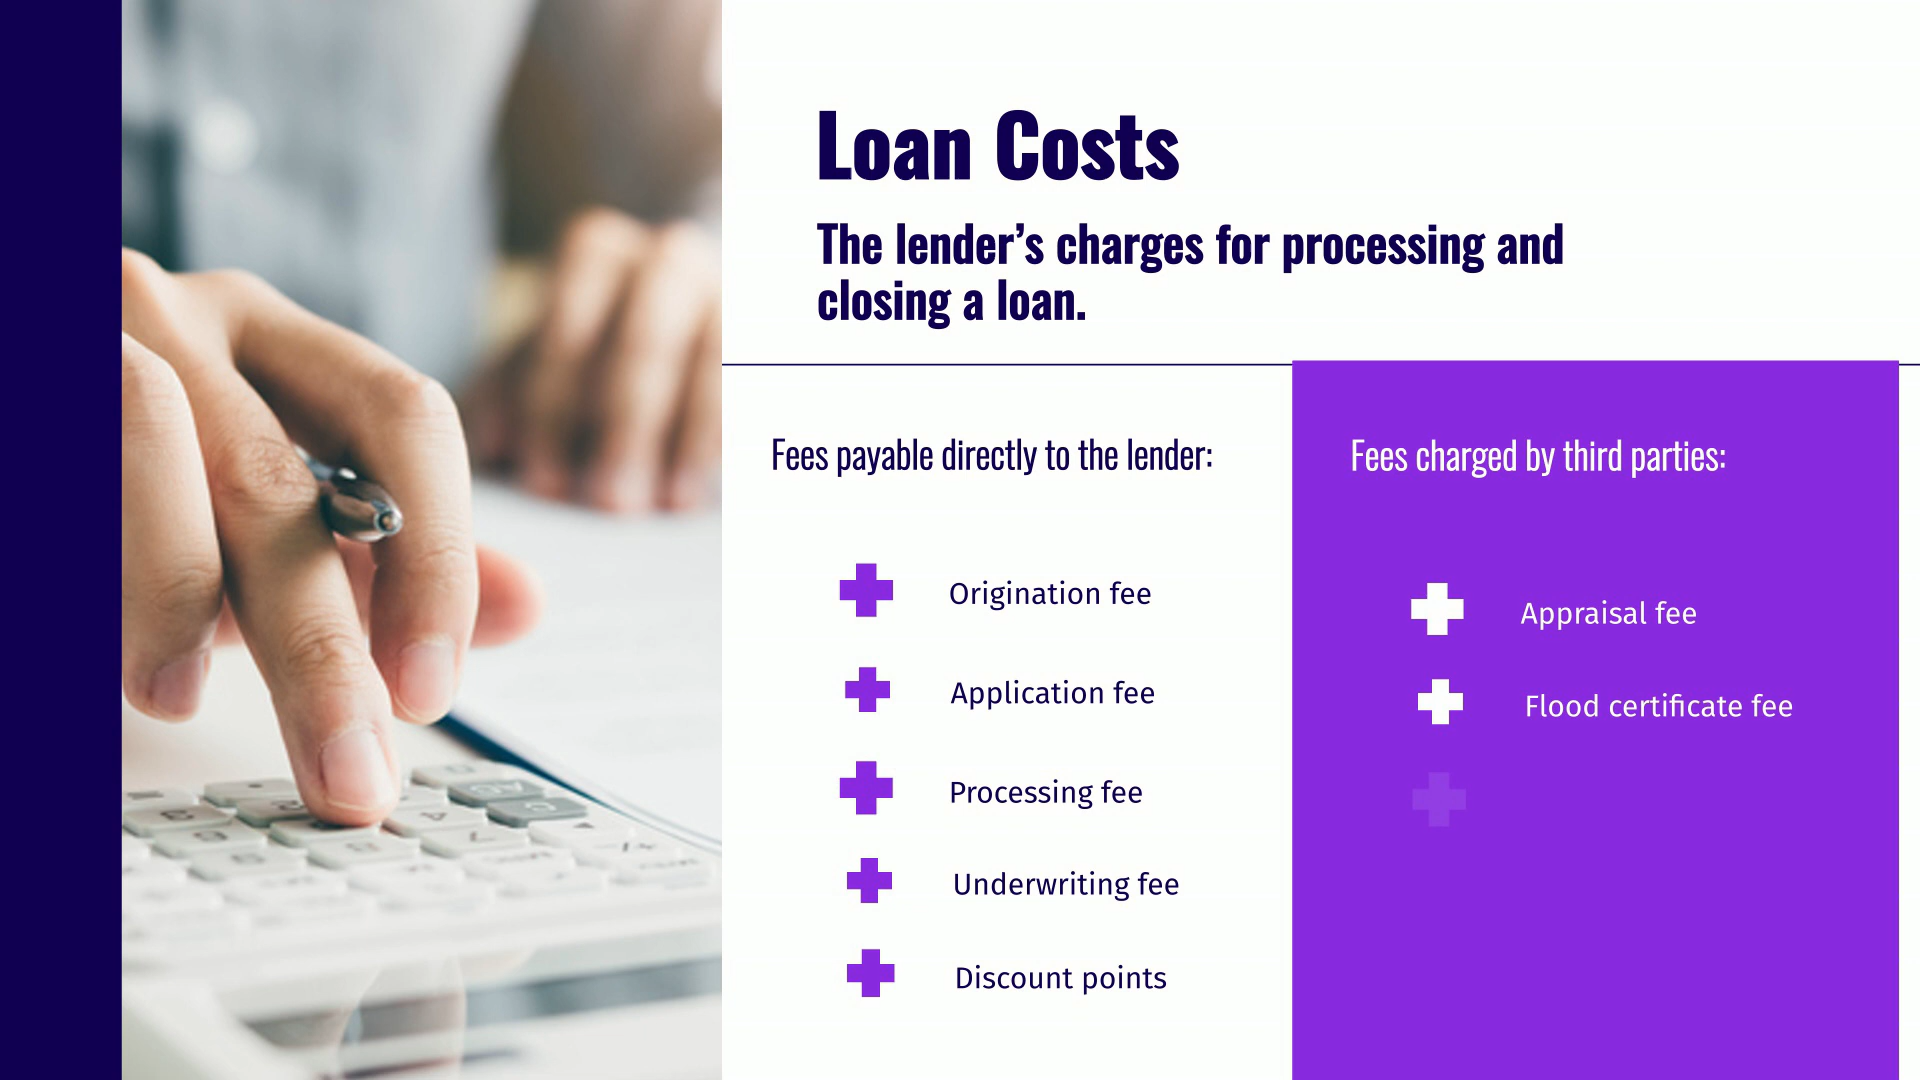 Loan Costs
The lender’s charges for processing and
closing a loan.
Fees payable directly to the lender:
Origination fee
Application fee
Processing fee
Underwriting fee
Discount points
Fees charged by third parties:
Appraisal fee
Flood certificate fee